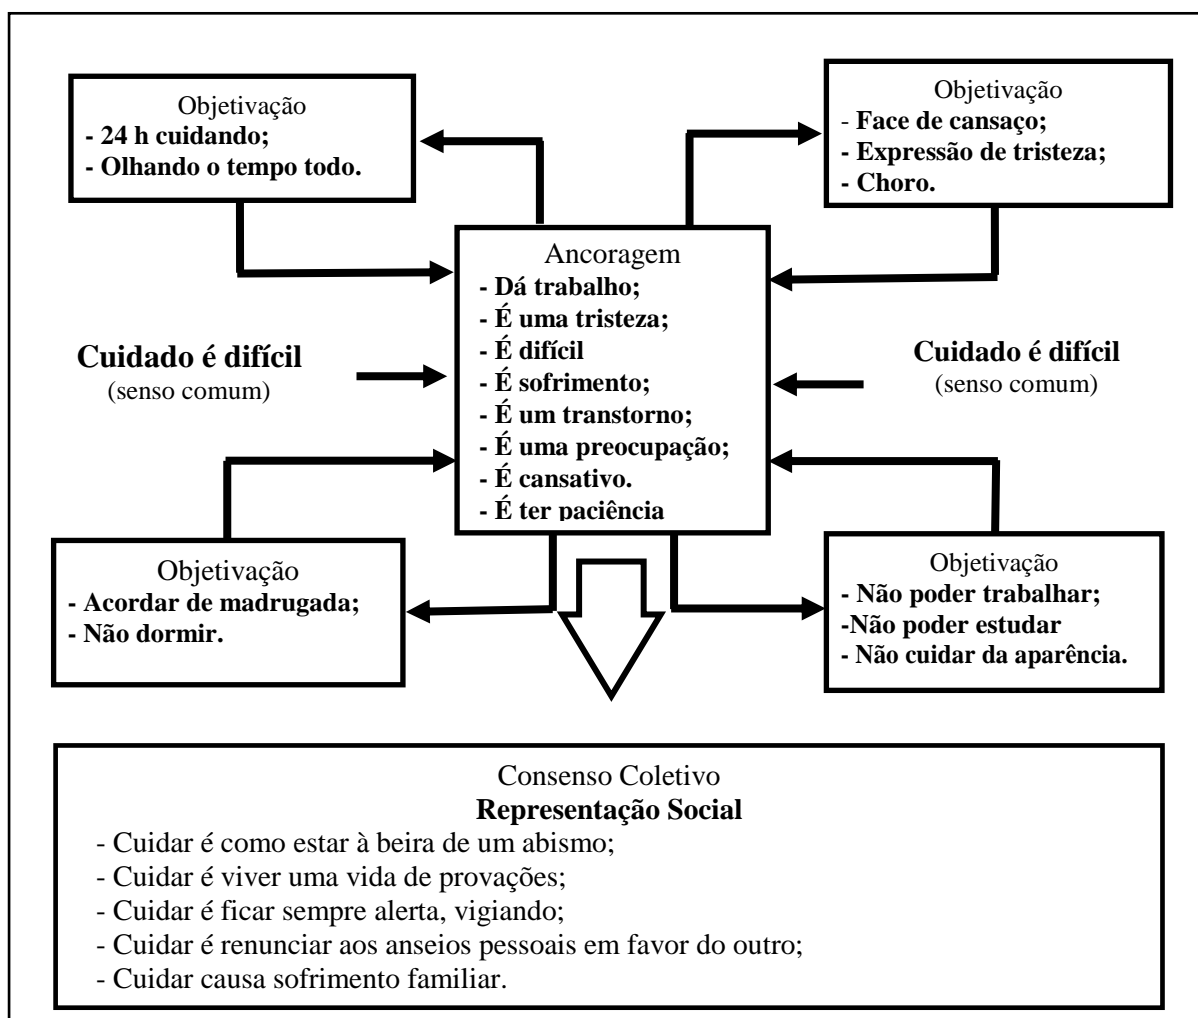 Objetivação
- 24 h cuidando;
- Olhando o tempo todo.
Objetivação
- Face de cansaço;
- Expressão de tristeza;
- Choro.
Ancoragem
- Dá trabalho;
- É uma tristeza;
- É difícil
- É sofrimento;
- É um transtorno;
- É uma preocupação;
- É cansativo.
- É ter paciência
Cuidado é difícil
(senso comum)
Cuidado é difícil
(senso comum)
Objetivação
- Acordar de madrugada;
- Não dormir.
Objetivação
- Não poder trabalhar;
-Não poder estudar
- Não cuidar da aparência.
Consenso Coletivo
Representação Social
- Cuidar é como estar à beira de um abismo;
- Cuidar é viver uma vida de provações;
- Cuidar é ficar sempre alerta, vigiando;
- Cuidar é renunciar aos anseios pessoais em favor do outro;
- Cuidar causa sofrimento familiar.